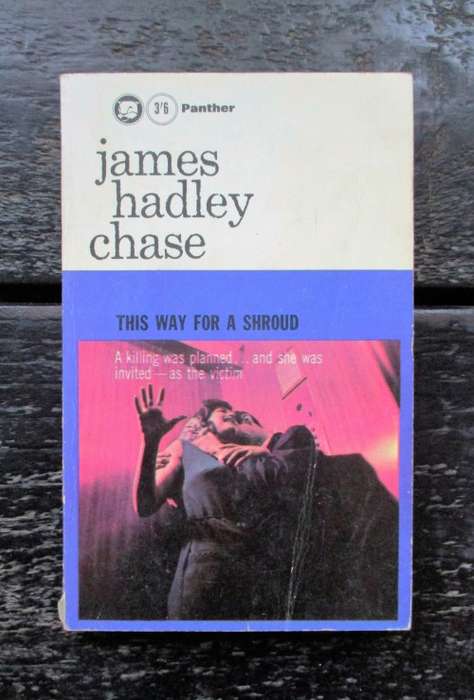 3'6 Panther
james
hadley
chase
THIS WAY FOR A SHROUD
A killing was planned... and she was
invited — as the victim